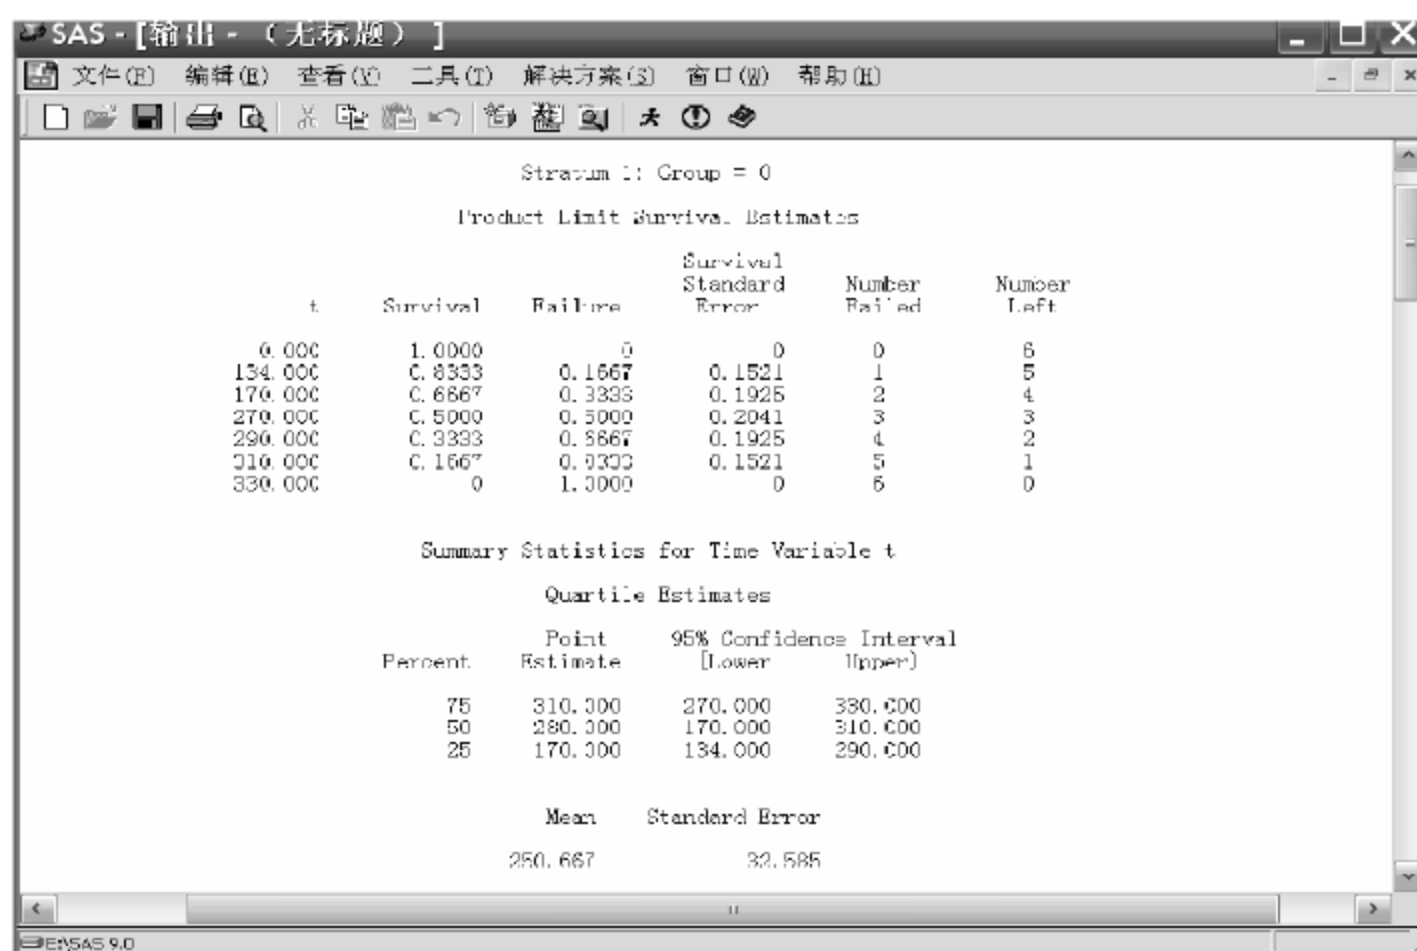 SAS - [输出 - （无标题） ]
文件(F) 编辑(E) 查看(V) 工具(T) 解决方案(S) 窗口(W) 帮助(H)
Stratum 1: Group = 0
Product Limit Survival Estimates
Survival
Standard Number Number
t Survival Failure Error Failed Left
0.000 1.0000 0 0 0 6
134.000 0.8333 0.1667 0.1521 1 5
170.000 0.6667 0.3333 0.1925 2 4
270.000 0.5000 0.5000 0.2041 3 3
290.000 0.3333 0.6667 0.1925 4 2
310.000 0.1667 0.8333 0.1521 5 1
330.000 0 1.0000 0 6 0
Summary Statistics for Time Variable t
Quartile Estimates
Point 95% Confidence Interval
Percent Estimate [Lower Upper)
75 310.000 270.000 330.000
50 280.000 170.000 310.000
25 170.000 134.000 290.000
Mean Standard Error
250.667 32.585
E:\SAS 9.0